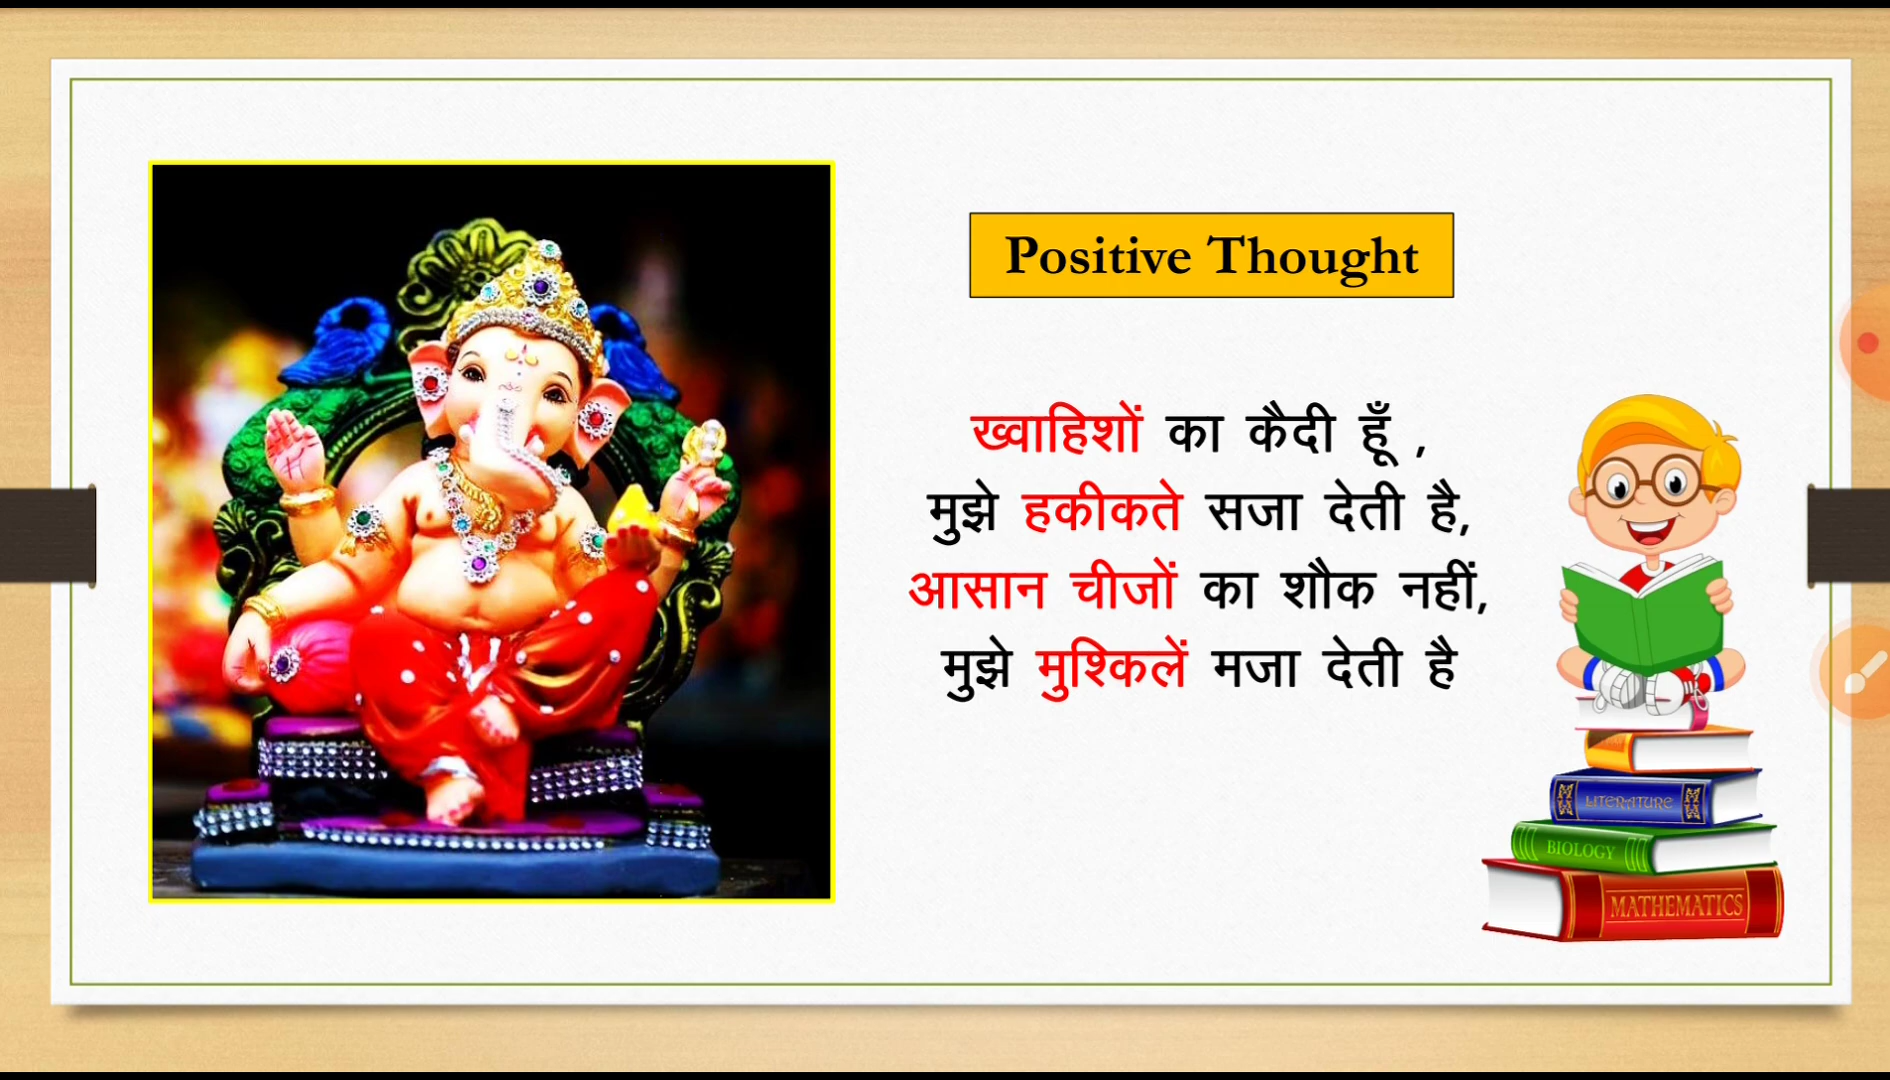 Positive Thought
ख्वाहिशों का कैदी हूँ ,
मुझे हकीकते सजा देती है,
आसान चीजों का शौक नहीं,
मुझे मुश्किलें मजा देती है
LITERATURE
BIOLOGY
MATHEMATICS